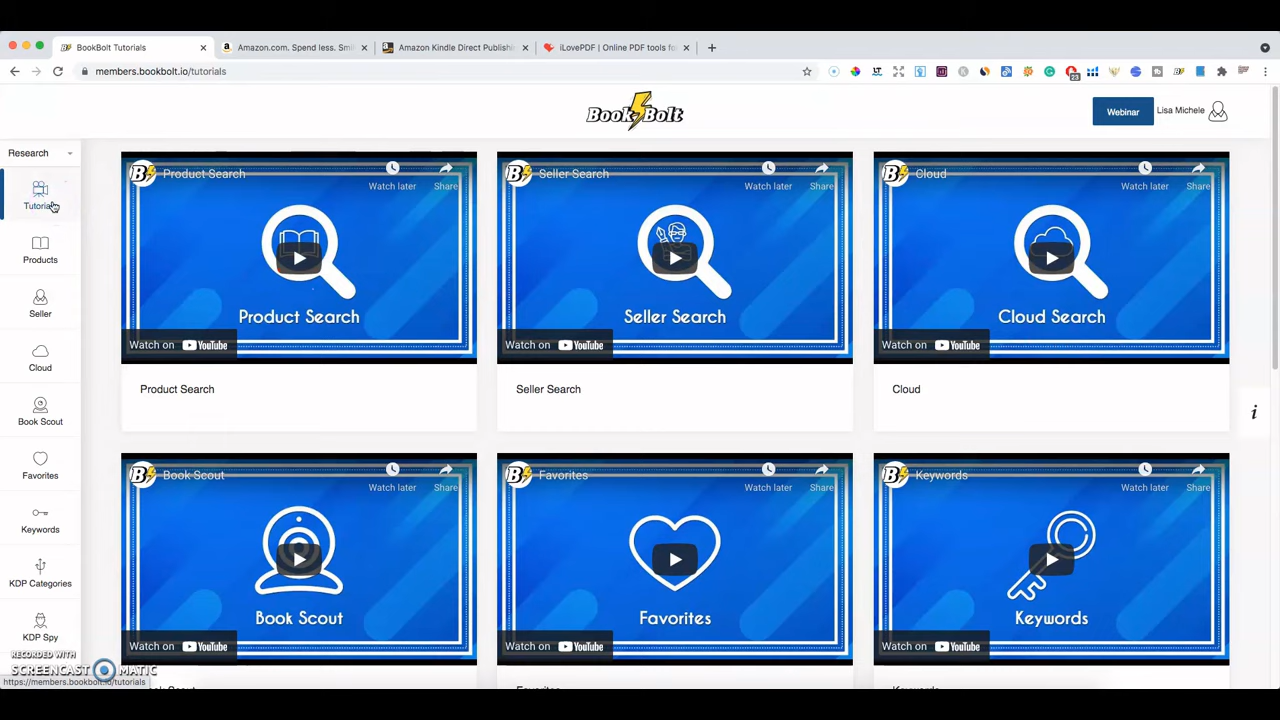 BookBolt Tutorials
Amazon.com. Spend less. Smi
Amazon Kindle Direct Publishi
iLovePDF | Online PDF tools fo
members.bookbolt.io/tutorials
23
Book Bolt
Webinar
Lisa Michele
Research
Tutorials
Products
Seller
Cloud
Book Scout
Favorites
Keywords
KDP Categories
KDP Spy
Product Search
Watch later
Share
Product Search
Watch on YouTube
Product Search
Seller Search
Watch later
Share
Seller Search
Watch on YouTube
Seller Search
Cloud
Watch later
Share
Cloud Search
Watch on YouTube
Cloud
i
Book Scout
Watch later
Share
Book Scout
Watch on YouTube
Favorites
Watch later
Share
Favorites
Watch on YouTube
Keywords
Watch later
Share
Keywords
Watch on YouTube
RECORDED WITH
SCREENCAST MATIC
https://members.bookbolt.io/tutorials